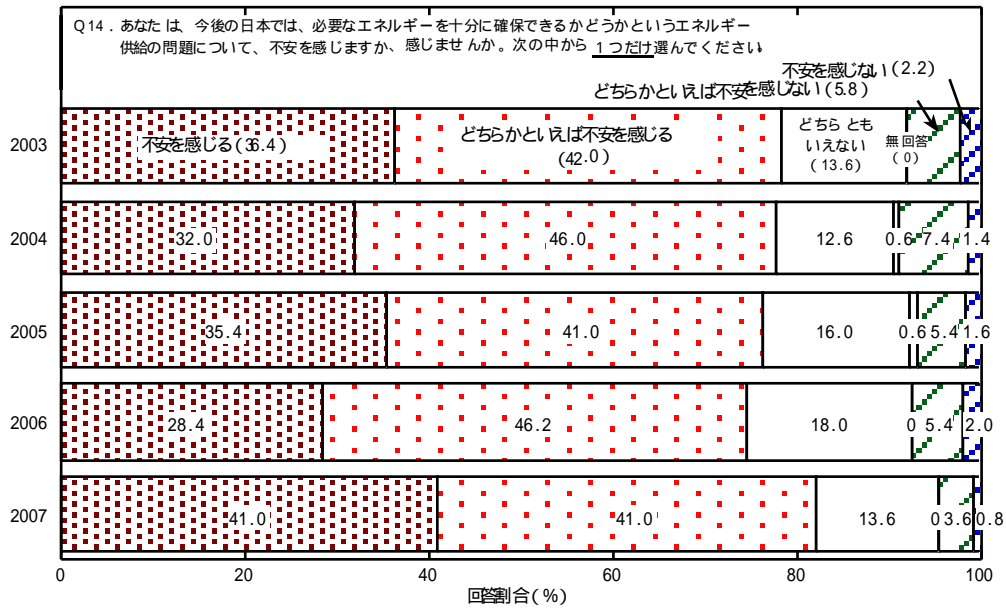 Q14．あなたは、今後の日本では、必要なエネルギーを十分に確保できるかどうかというエネルギー
供給の問題について、不安を感じますか、感じませんか。次の中から １つだけ選んでください
不安を感じない(2.2)
どちらかといえば不安を感じない(5.8)
2003
不安を感じる(36.4)
どちらかといえば不安を感じる
(42.0)
どちらとも
いえない
(13.6)
無回答
(0)
2004 32.0 46.0 12.6 0.6 7.4 1.4
2005 35.4 41.0 16.0 0.6 5.4 1.6
2006 28.4 46.2 18.0 0 5.4 2.0
2007 41.0 41.0 13.6 0 3.6 0.8
0 20 40 60 80 100
回答割合(%)